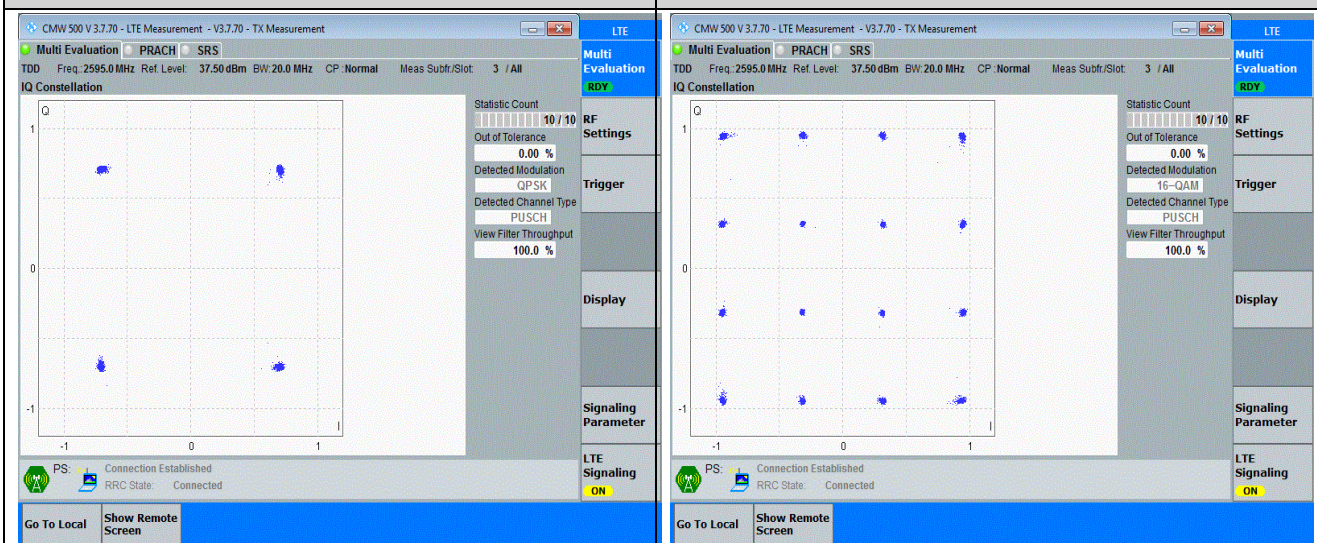 CMW 500 V 3.7.70 - LTE Measurement - V3.7.70 - TX Measurement
LTE
Multi Evaluation PRACH SRS
Multi
Evaluation
RDY
TDD Freq.: 2595.0 MHz Ref. Level: 37.50 dBm BW: 20.0 MHz CP :Normal Meas Subfr./Slot: 3 / All
IQ Constellation
Q
1
0
-1
-1 0 1
I
Statistic Count
10 / 10
Out of Tolerance
0.00 %
Detected Modulation
QPSK
Detected Channel Type
PUSCH
View Filter Throughput
100.0 %
RF
Settings
Trigger
Display
Signaling
Parameter
LTE
Signaling
ON
PS: Connection Established
RRC State: Connected
Go To Local
Show Remote
Screen
CMW 500 V 3.7.70 - LTE Measurement - V3.7.70 - TX Measurement
LTE
Multi Evaluation PRACH SRS
Multi
Evaluation
RDY
TDD Freq.: 2595.0 MHz Ref. Level: 37.50 dBm BW: 20.0 MHz CP :Normal Meas Subfr./Slot: 3 / All
IQ Constellation
Q
1
0
-1
-1 0 1
I
Statistic Count
10 / 10
Out of Tolerance
0.00 %
Detected Modulation
16-QAM
Detected Channel Type
PUSCH
View Filter Throughput
100.0 %
RF
Settings
Trigger
Display
Signaling
Parameter
LTE
Signaling
ON
PS: Connection Established
RRC State: Connected
Go To Local
Show Remote
Screen